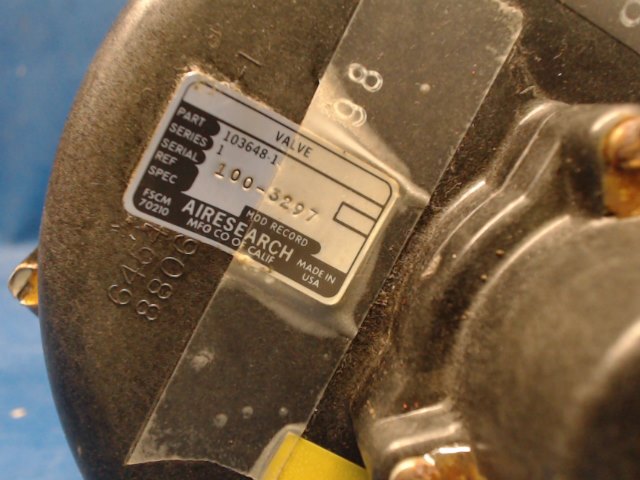 VALVE
PART 103648-1
SERIES 1
SERIAL 100-3297
REF
SPEC
MOD RECORD
FSCM
70210
AIRESEARCH
MFG CO OF CALIF
MADE IN
USA
98